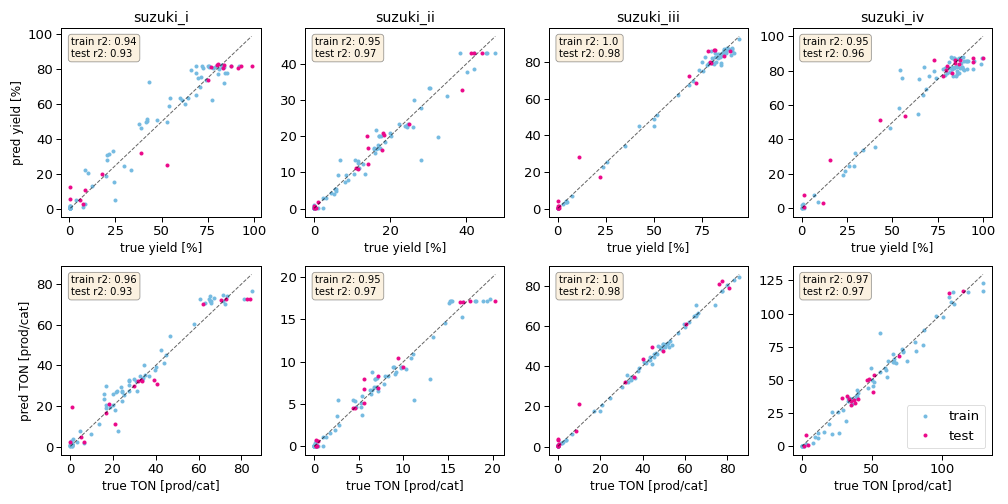 suzuki_i
suzuki_ii
suzuki_iii
suzuki_iv
train r2: 0.94
test r2: 0.93
train r2: 0.95
test r2: 0.97
train r2: 1.0
test r2: 0.98
train r2: 0.95
test r2: 0.96
pred yield [%]
100
80
60
40
20
0
40
30
20
10
0
80
60
40
20
0
100
80
60
40
20
0
0 25 50 75 100
0 20 40
0 25 50 75
0 25 50 75 100
true yield [%]
true yield [%]
true yield [%]
true yield [%]
train r2: 0.96
test r2: 0.93
train r2: 0.95
test r2: 0.97
train r2: 1.0
test r2: 0.98
train r2: 0.97
test r2: 0.97
pred TON [prod/cat]
80
60
40
20
0
20
15
10
5
0
80
60
40
20
0
125
100
75
50
25
0
train
test
0 20 40 60 80
0 5 10 15 20
0 20 40 60 80
0 50 100
true TON [prod/cat]
true TON [prod/cat]
true TON [prod/cat]
true TON [prod/cat]